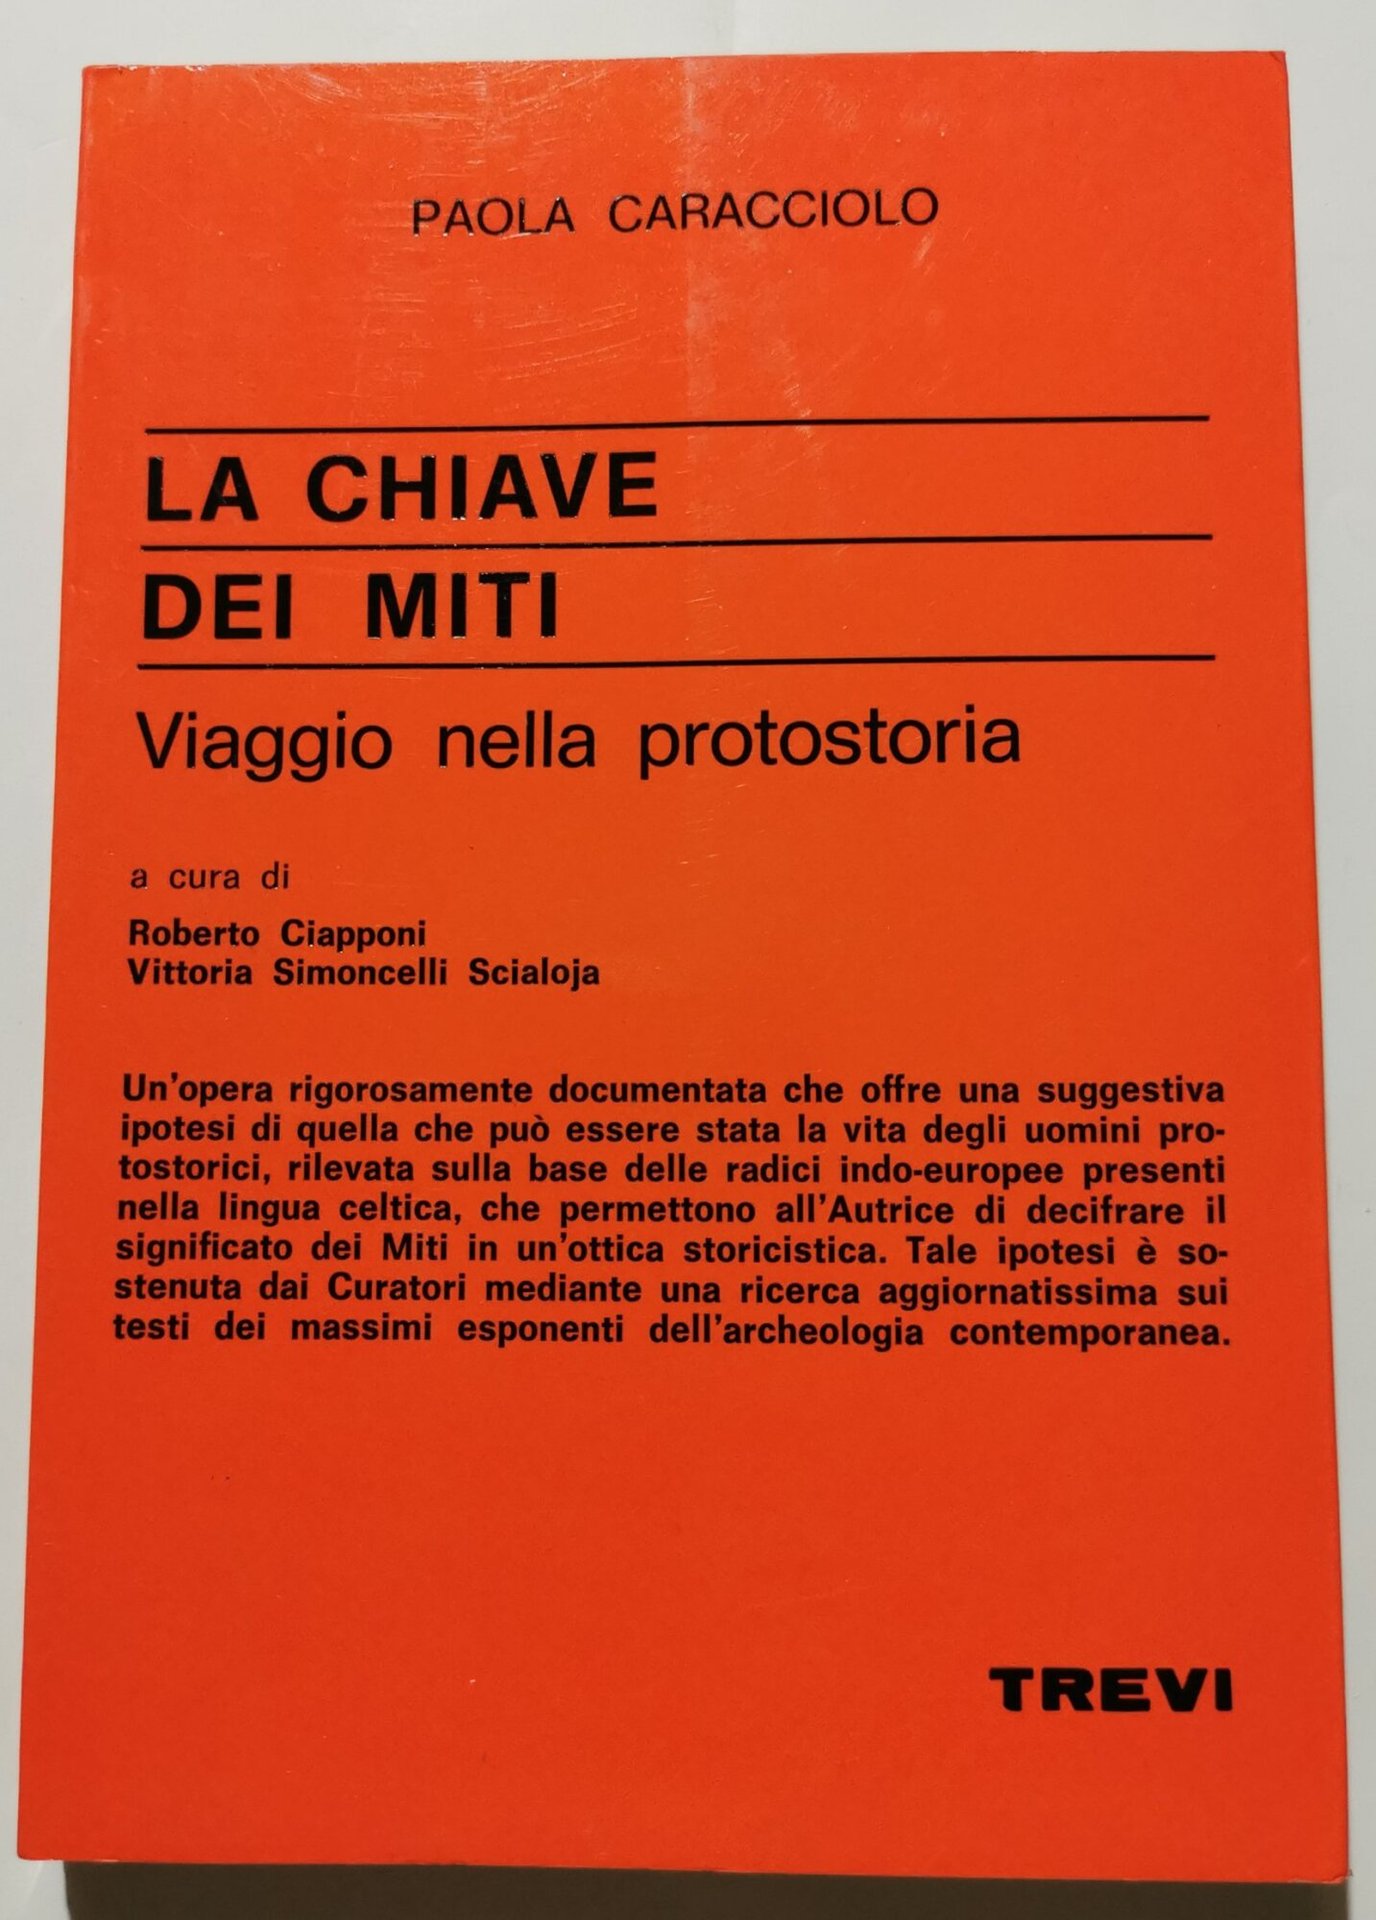 PAOLA CARACCIOLO
LA CHIAVE
DEI MITI
Viaggio nella protostoria
a cura di
Roberto Ciapponi
Vittoria Simoncelli Scialoja
Un'opera rigorosamente documentata che offre una suggestiva
ipotesi di quella che può essere stata la vita degli uomini pro-
tostorici, rilevata sulla base delle radici indo-europee presenti
nella lingua celtica, che permettono all'Autrice di decifrare il
significato dei Miti in un'ottica storicistica. Tale ipotesi è so-
stenuta dai Curatori mediante una ricerca aggiornatissima sui
testi dei massimi esponenti dell'archeologia contemporanea.
TREVI